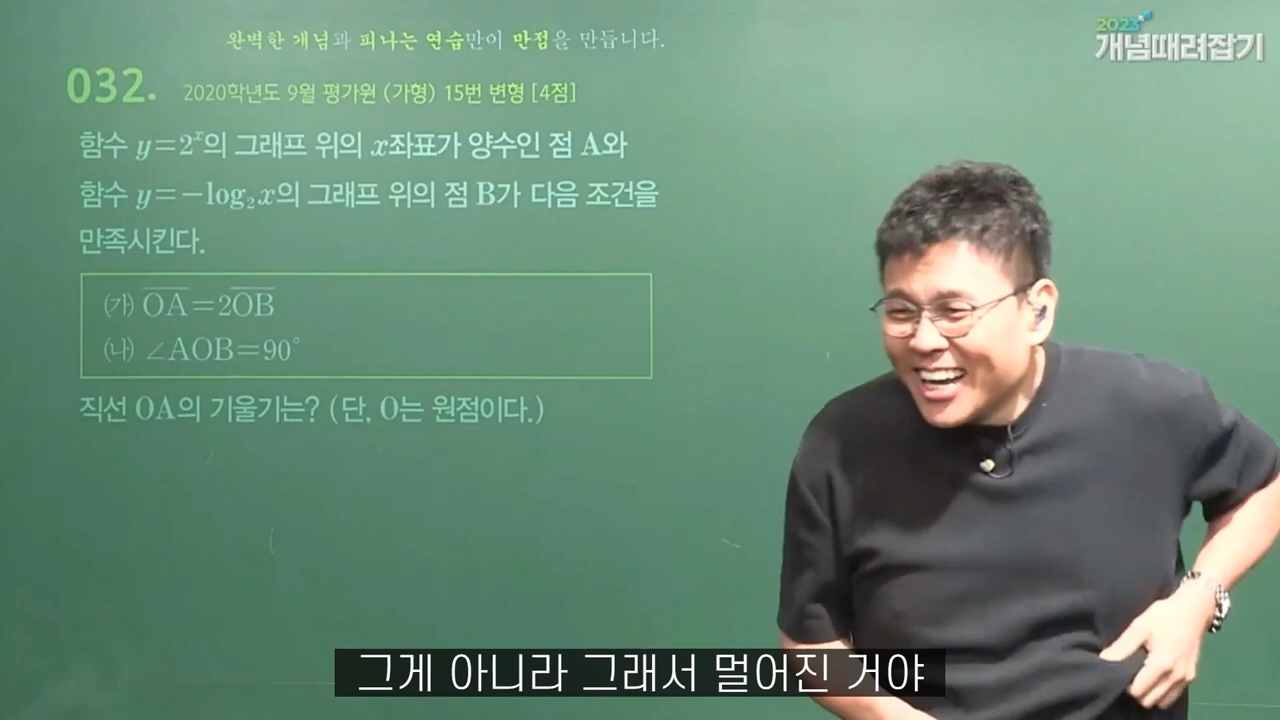 완벽한 개념과 피나는 연습만이 만점을 만듭니다.
2023
개념때려잡기
032. 2020학년도 9월 평가원 (가형) 15번 변형 [4점]
함수 y=2ˣ의 그래프 위의 x좌표가 양수인 점 A와
함수 y=−log₂x의 그래프 위의 점 B가 다음 조건을
만족시킨다.
㈎ O͞A͞=2O͞B͞
㈏ ∠AOB=90°
직선 OA의 기울기는? (단, O는 원점이다.)
그게 아니라 그래서 멀어진 거야